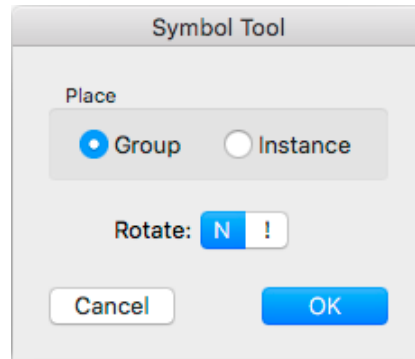 Symbol Tool
Place
Group Instance
Rotate: N !
Cancel OK